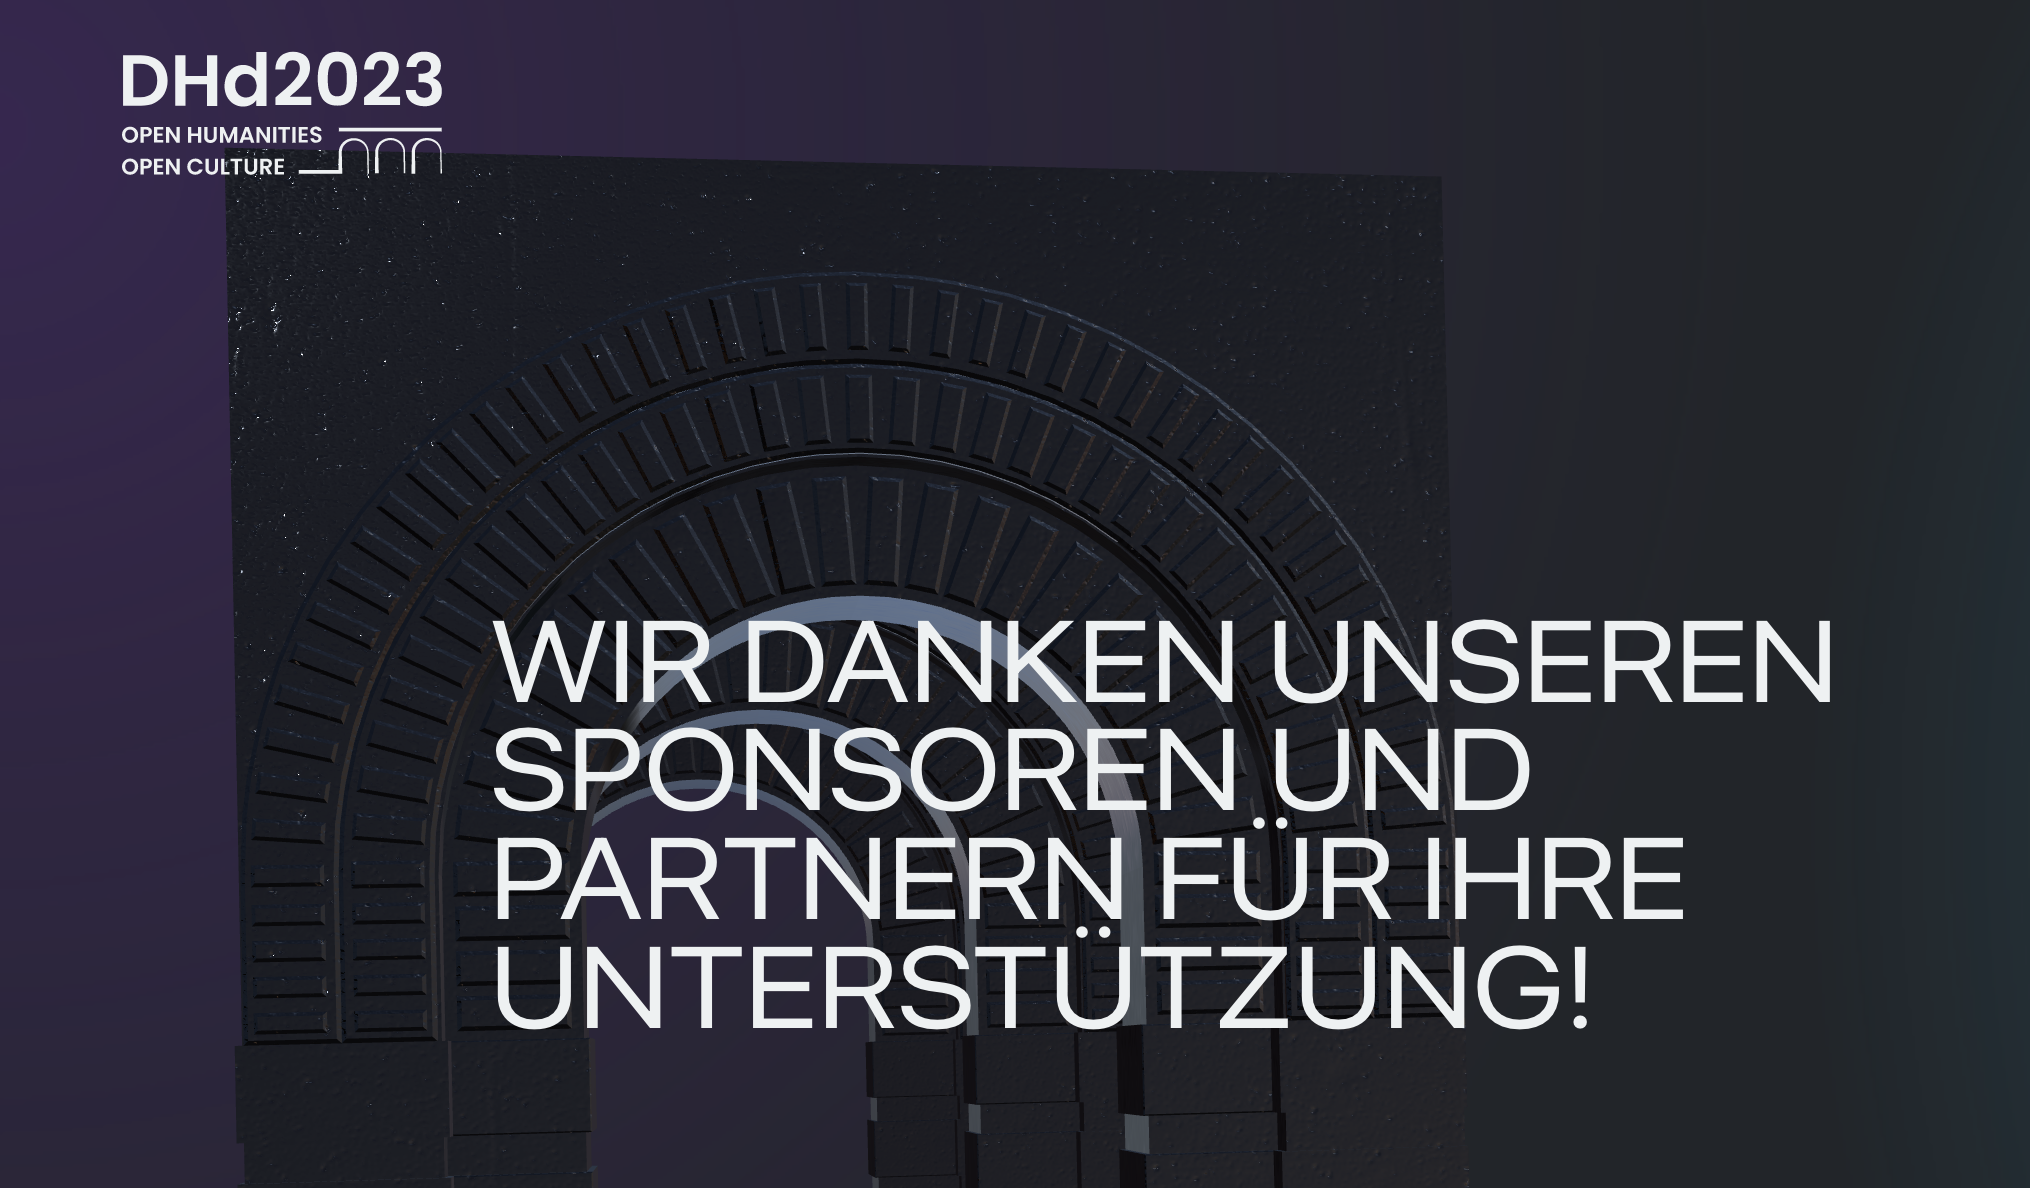 DHd2023
OPEN HUMANITIES
OPEN CULTURE
WIR DANKEN UNSEREN
SPONSOREN UND
PARTNERN FÜR IHRE
UNTERSTÜTZUNG!